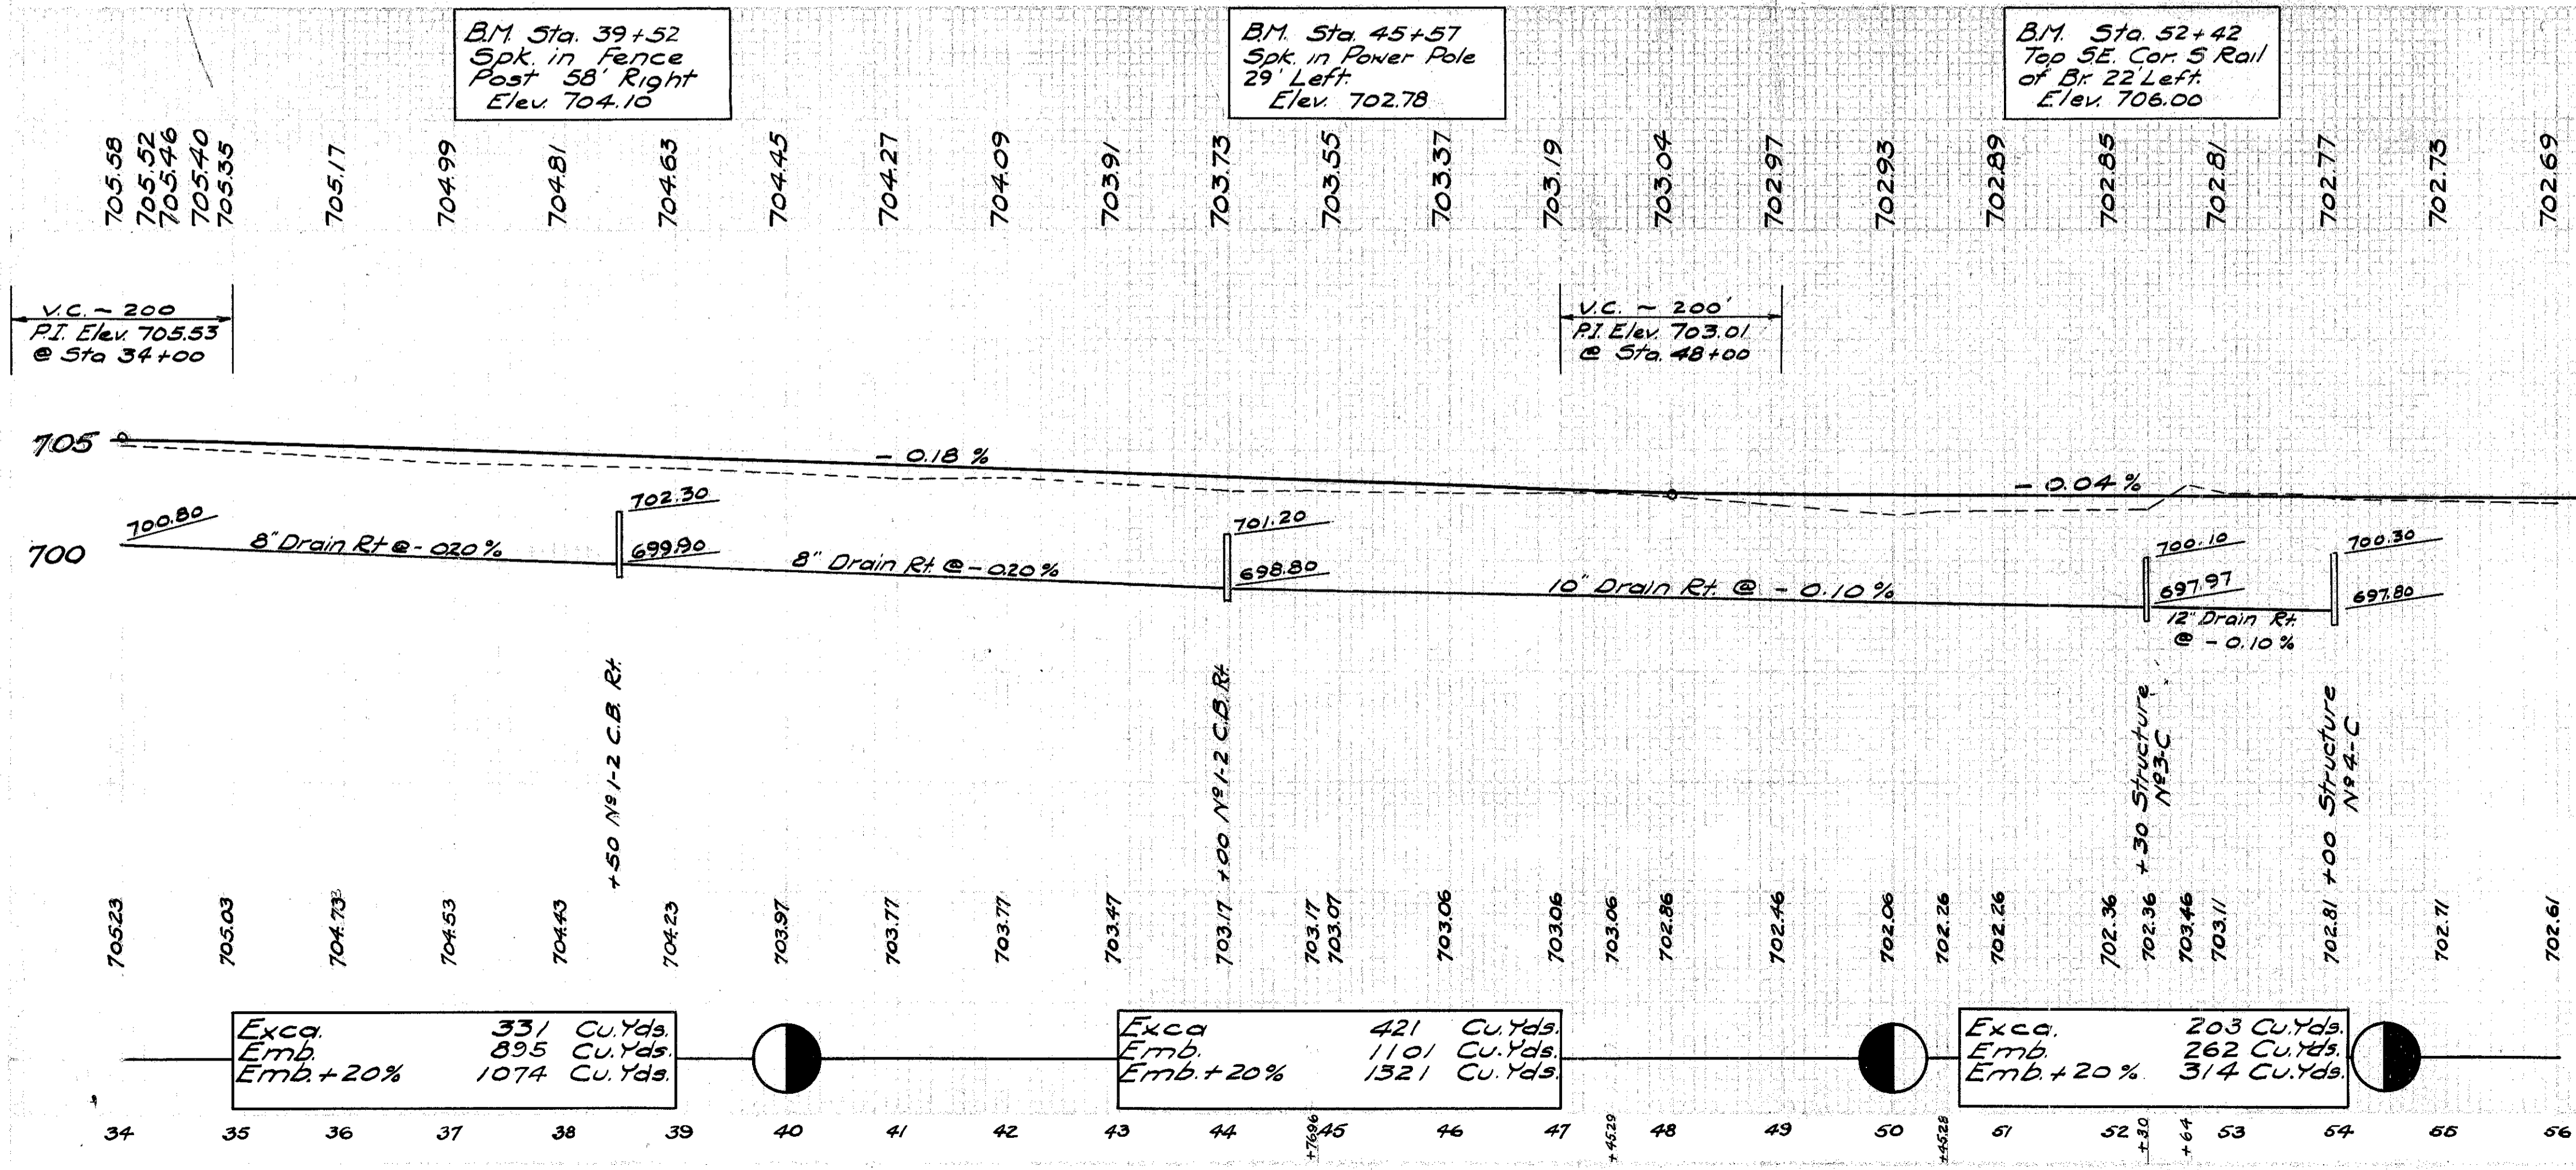 B.M. Sta. 39+52
Spk. in Fence
Post 58' Right
Elev. 704.10
B.M. Sta. 45+57
Spk. in Power Pole
29' Left.
Elev. 702.78
B.M. Sta. 52+42
Top S.E. Cor. S Rail
of Br. 22' Left.
Elev. 706.00
705.58
705.52
705.46
705.40
705.35
705.17
704.99
704.81
704.63
704.45
704.27
704.09
703.91
703.73
703.55
703.37
703.19
703.04
702.97
702.93
702.89
702.85
702.81
702.77
702.73
702.69
V.C. ~ 200
P.I. Elev. 705.53
@ Sta 34+00
V.C. ~ 200'
P.I. Elev. 703.01
@ Sta. 48+00
705
- 0.18 %
- 0.04 %
700
700.80
8" Drain Rt @ - 020 %
702.30
699.90
8" Drain Rt. @ - 0.20 %
701.20
698.80
10" Drain Rt. @ - 0.10 %
700.10
697.97
12" Drain Rt.
@ - 0.10 %
700.30
697.80
+50 Nº 1-2 C.B. Rt.
+00 Nº 1-2 C.B. Rt.
+30 Structure
Nº 3-C
+00 Structure
Nº 4-C
705.23
705.03
704.73
704.53
704.43
704.23
703.97
703.77
703.77
703.47
703.17
703.17
703.07
703.06
703.06
703.06
702.86
702.46
702.06
702.26
702.26
702.36
702.36
703.46
703.11
702.81
702.71
702.61
Exca. 331 Cu.Yds.
Emb. 895 Cu.Yds.
Emb.+20% 1074 Cu.Yds.
Exca 421 Cu.Yds.
Emb. 1101 Cu.Yds.
Emb.+20% 1321 Cu.Yds.
Exca. 203 Cu.Yds.
Emb. 262 Cu.Yds.
Emb.+20% 314 Cu.Yds.
34 35 36 37 38 39 40 41 42 43 44 +76.96 45 46 47 +45.29 48 49 50 +45.28 51 52 +30 +64 53 54 55 56